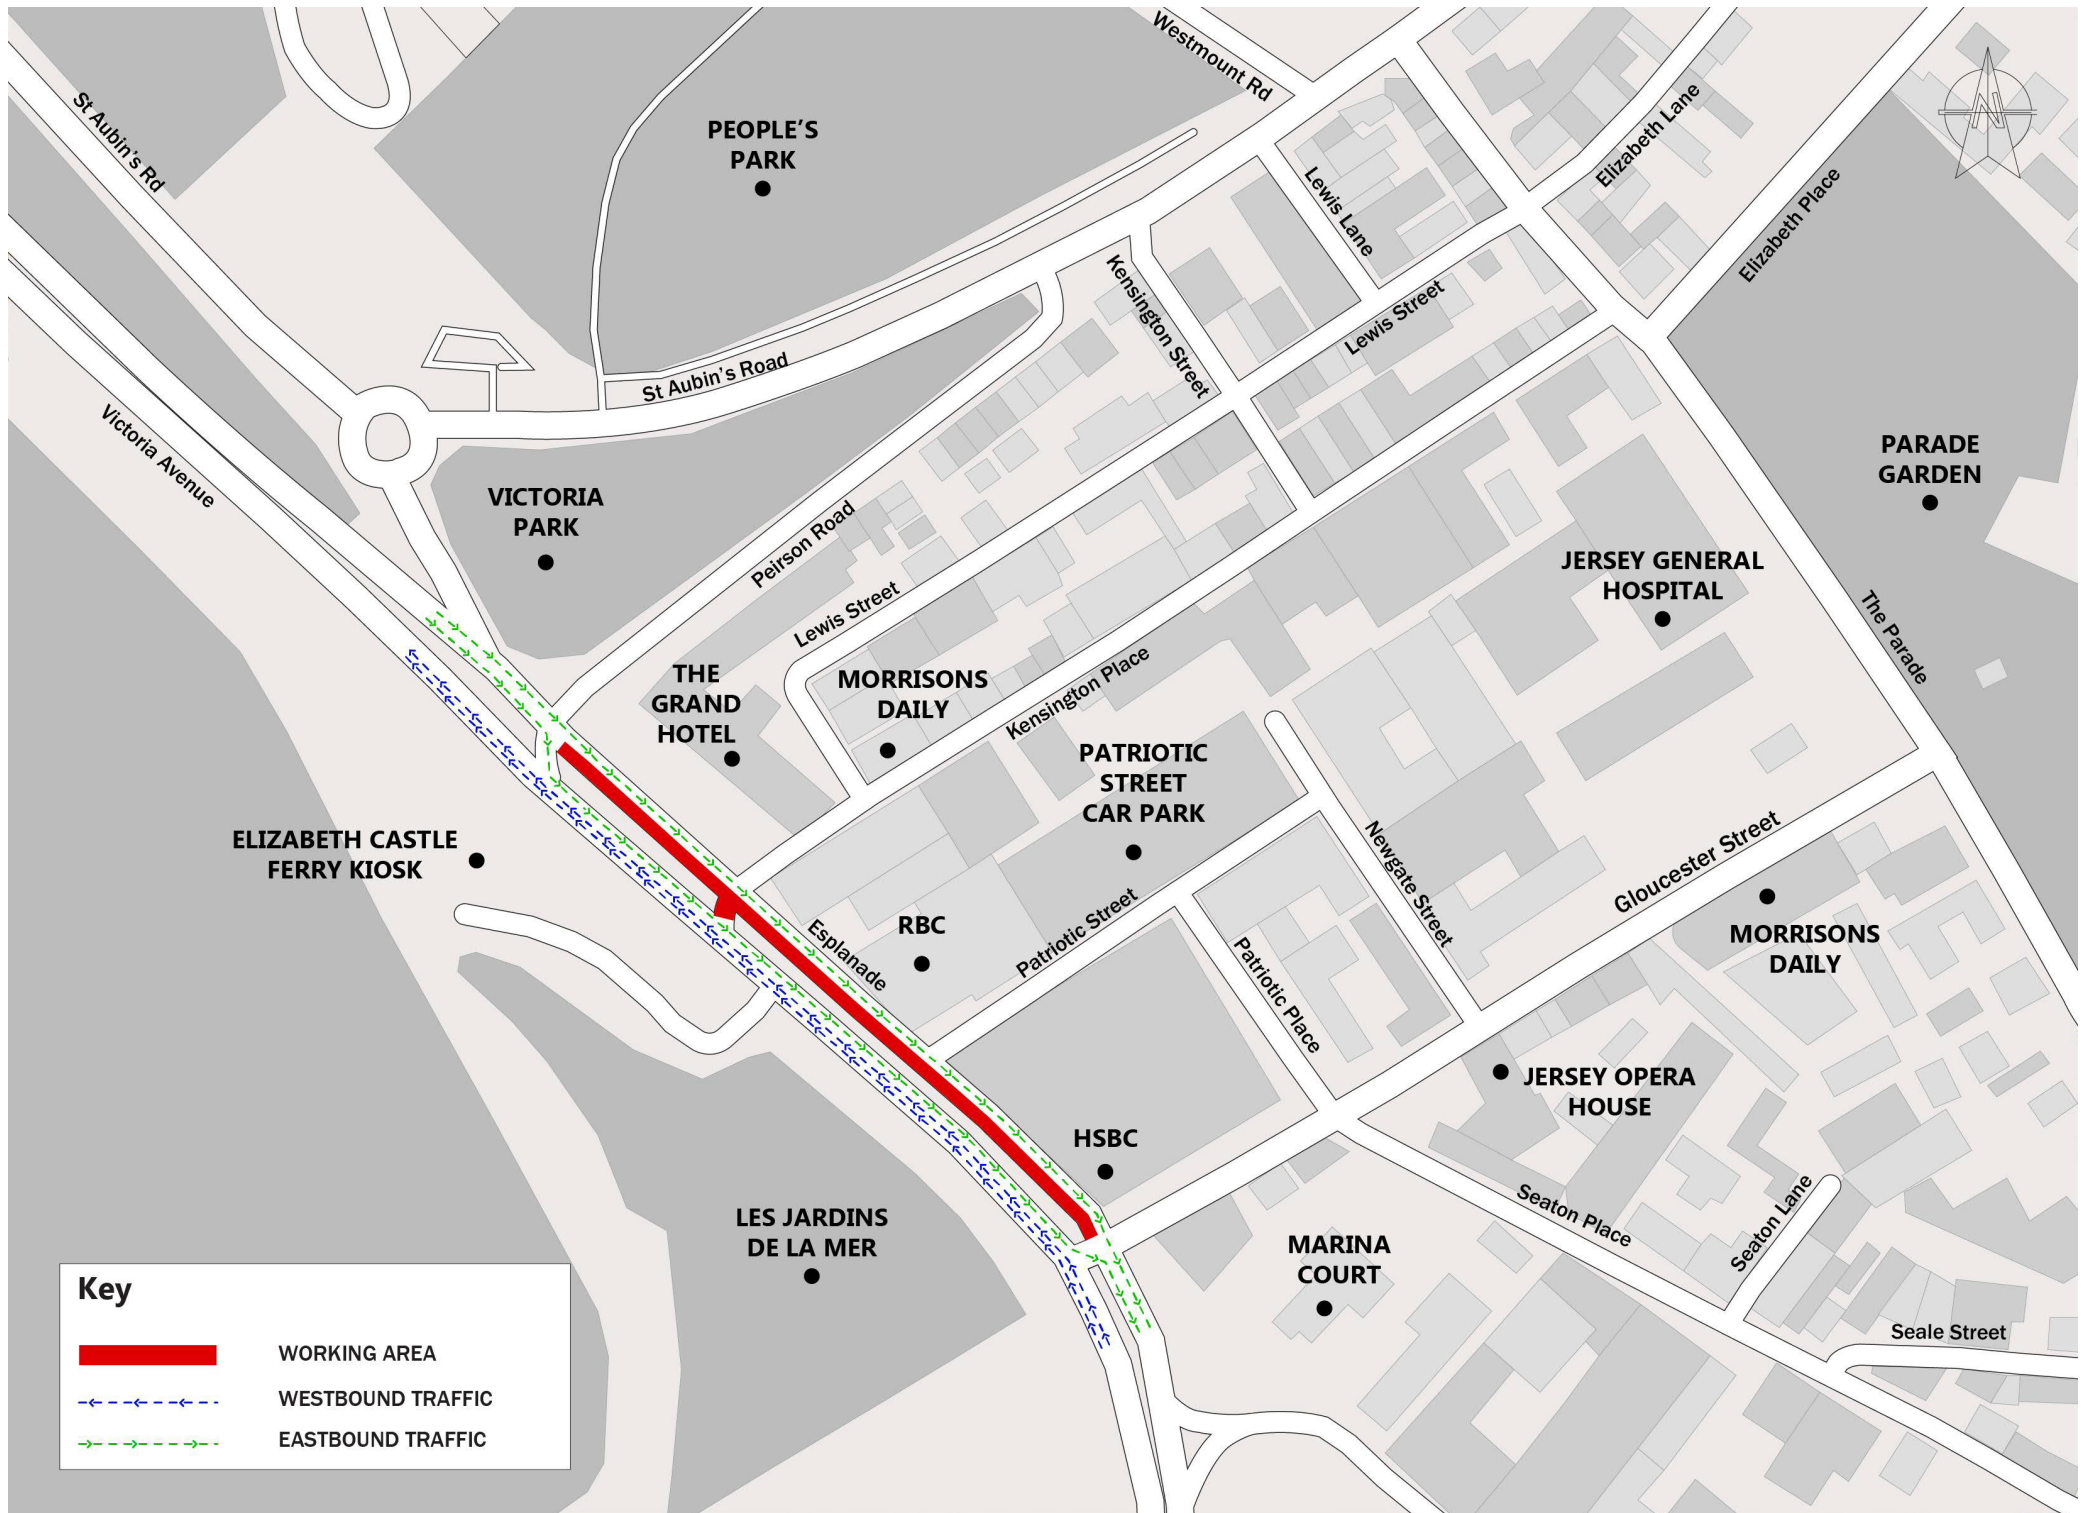 Westmount Rd
St Aubin's Rd
PEOPLE'S
PARK
Elizabeth Lane
N
Lewis Lane
Elizabeth Place
Kensington Street
Lewis Street
St Aubin's Road
Victoria Avenue
PARADE
GARDEN
VICTORIA
PARK
Peirson Road
JERSEY GENERAL
HOSPITAL
Lewis Street
The Parade
THE
GRAND
HOTEL
MORRISONS
DAILY
Kensington Place
PATRIOTIC
STREET
CAR PARK
ELIZABETH CASTLE
FERRY KIOSK
Newgate Street
Gloucester Street
RBC
Esplanade
Patriotic Street
MORRISONS
DAILY
Patriotic Place
JERSEY OPERA
HOUSE
HSBC
LES JARDINS
DE LA MER
Seaton Place
Seaton Lane
MARINA
COURT
Seale Street
Key
WORKING AREA
WESTBOUND TRAFFIC
EASTBOUND TRAFFIC